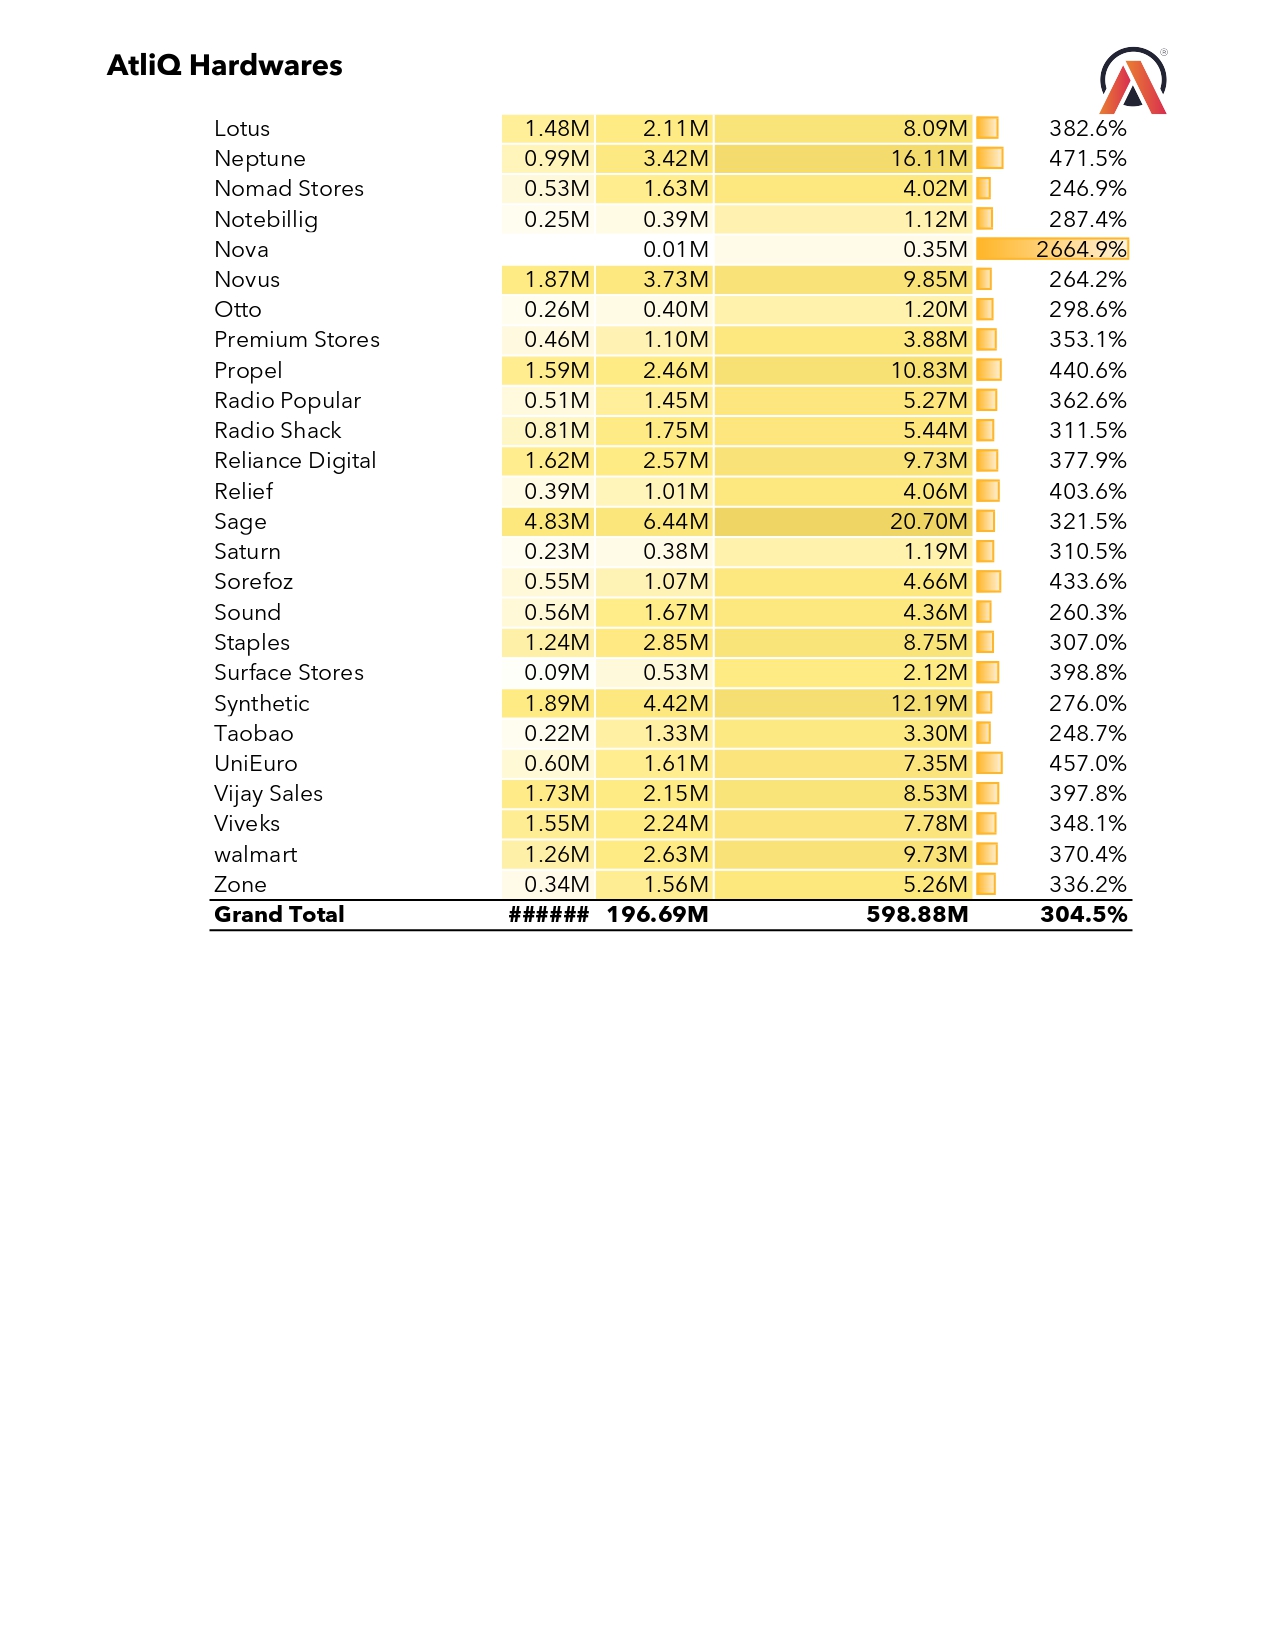 AtliQ Hardwares
®
Lotus 1.48M 2.11M 8.09M 382.6%
Neptune 0.99M 3.42M 16.11M 471.5%
Nomad Stores 0.53M 1.63M 4.02M 246.9%
Notebillig 0.25M 0.39M 1.12M 287.4%
Nova 0.01M 0.35M 2664.9%
Novus 1.87M 3.73M 9.85M 264.2%
Otto 0.26M 0.40M 1.20M 298.6%
Premium Stores 0.46M 1.10M 3.88M 353.1%
Propel 1.59M 2.46M 10.83M 440.6%
Radio Popular 0.51M 1.45M 5.27M 362.6%
Radio Shack 0.81M 1.75M 5.44M 311.5%
Reliance Digital 1.62M 2.57M 9.73M 377.9%
Relief 0.39M 1.01M 4.06M 403.6%
Sage 4.83M 6.44M 20.70M 321.5%
Saturn 0.23M 0.38M 1.19M 310.5%
Sorefoz 0.55M 1.07M 4.66M 433.6%
Sound 0.56M 1.67M 4.36M 260.3%
Staples 1.24M 2.85M 8.75M 307.0%
Surface Stores 0.09M 0.53M 2.12M 398.8%
Synthetic 1.89M 4.42M 12.19M 276.0%
Taobao 0.22M 1.33M 3.30M 248.7%
UniEuro 0.60M 1.61M 7.35M 457.0%
Vijay Sales 1.73M 2.15M 8.53M 397.8%
Viveks 1.55M 2.24M 7.78M 348.1%
walmart 1.26M 2.63M 9.73M 370.4%
Zone 0.34M 1.56M 5.26M 336.2%
Grand Total ###### 196.69M 598.88M 304.5%